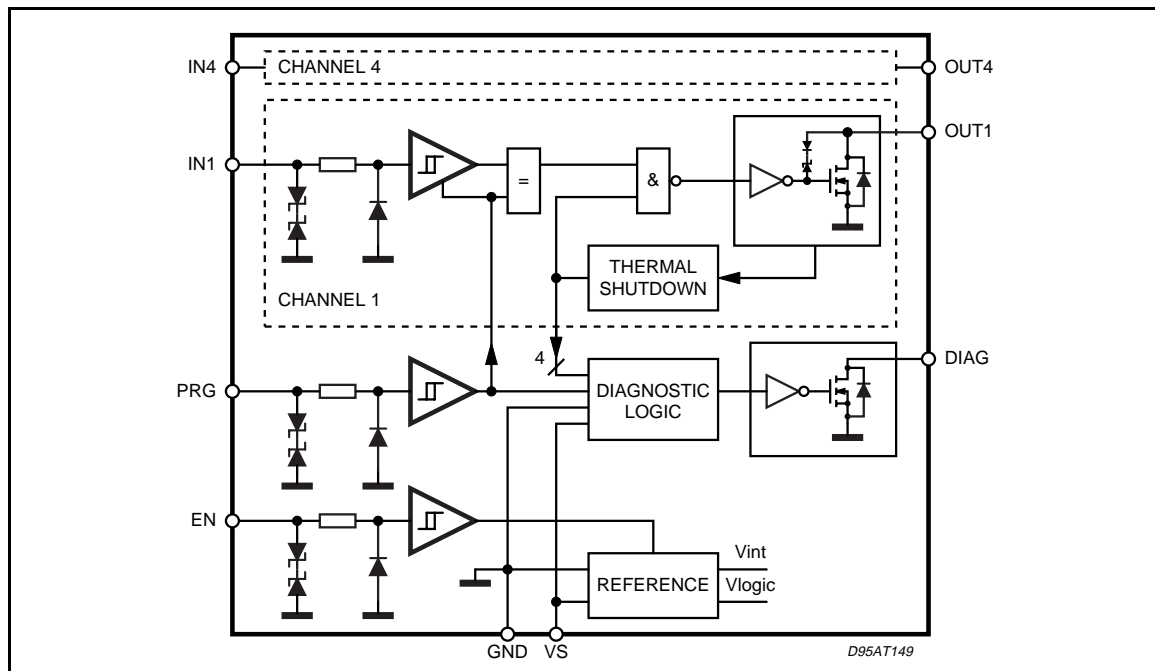 IN4
CHANNEL 4
OUT4
OUT1
IN1
=
&
THERMAL
SHUTDOWN
CHANNEL 1
4
DIAG
PRG
DIAGNOSTIC
LOGIC
EN
Vint
REFERENCE
Vlogic
GND
VS
D95AT149